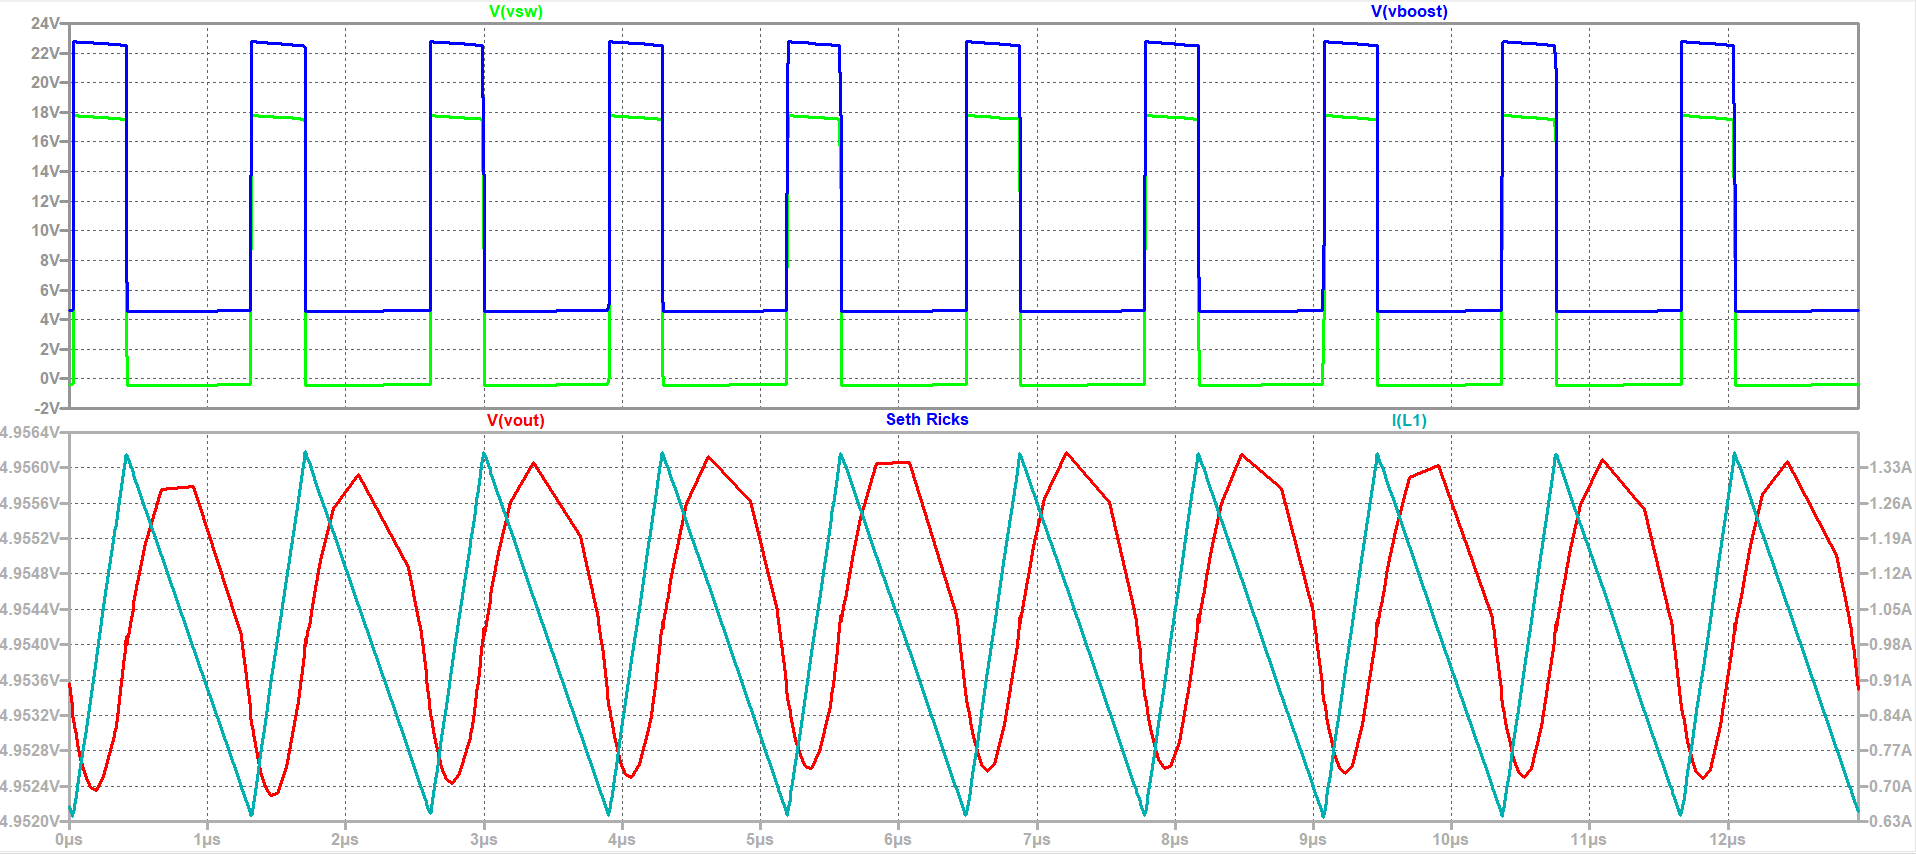 V(vsw) V(vboost)
24V
22V
20V
18V
16V
14V
12V
10V
8V
6V
4V
2V
0V
-2V
V(vout) Seth Ricks I(L1)
4.9564V
4.9560V 1.33A
4.9556V 1.26A
4.9552V 1.19A
4.9548V 1.12A
4.9544V 1.05A
4.9540V 0.98A
4.9536V 0.91A
4.9532V 0.84A
4.9528V 0.77A
4.9524V 0.70A
4.9520V 0.63A
0µs 1µs 2µs 3µs 4µs 5µs 6µs 7µs 8µs 9µs 10µs 11µs 12µs